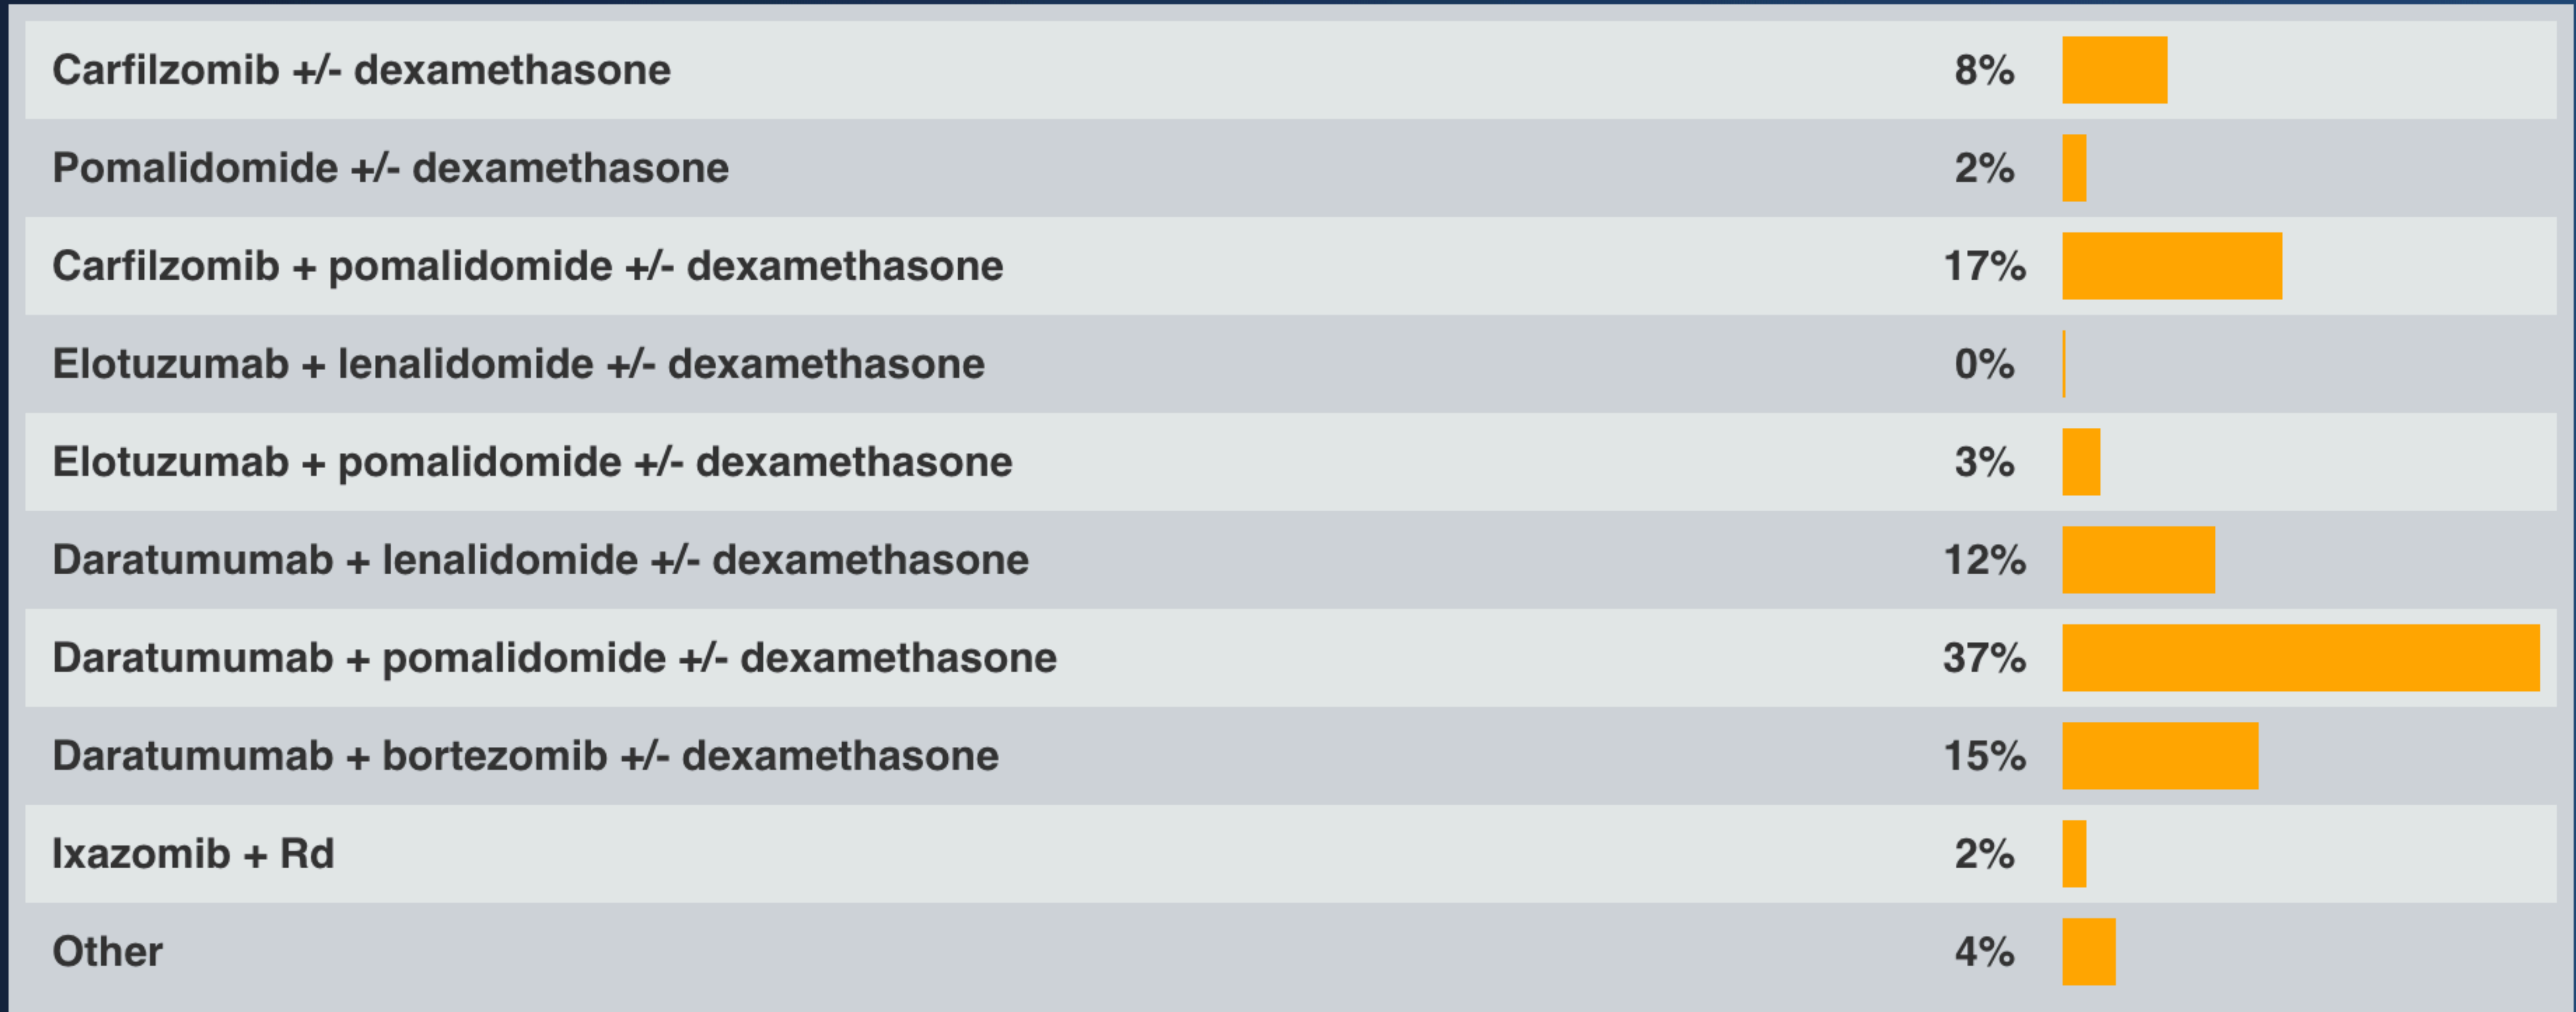 Carfilzomib +/- dexamethasone 8%
Pomalidomide +/- dexamethasone 2%
Carfilzomib + pomalidomide +/- dexamethasone 17%
Elotuzumab + lenalidomide +/- dexamethasone 0%
Elotuzumab + pomalidomide +/- dexamethasone 3%
Daratumumab + lenalidomide +/- dexamethasone 12%
Daratumumab + pomalidomide +/- dexamethasone 37%
Daratumumab + bortezomib +/- dexamethasone 15%
Ixazomib + Rd 2%
Other 4%